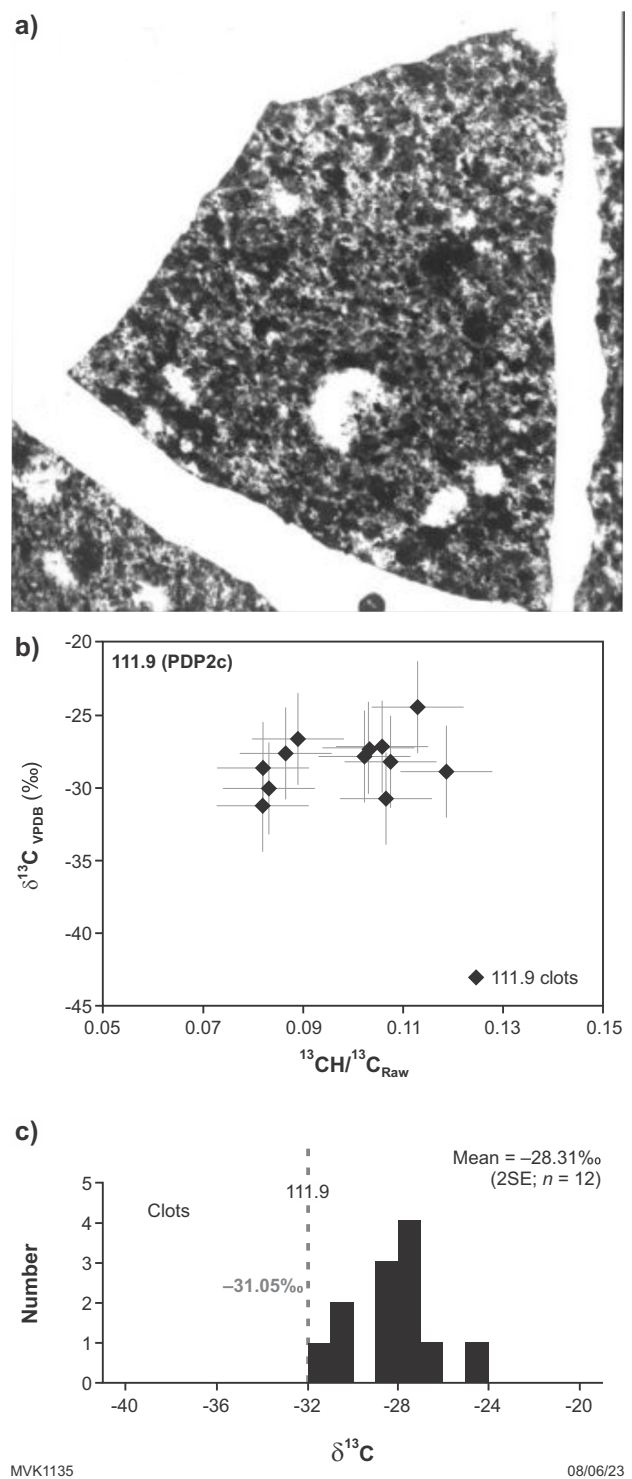 a)
b)
111.9 (PDP2c)
-20
-25
-30
-35
-40
-45
δ¹³C VPDB (‰)
111.9 clots
0.05 0.07 0.09 0.11 0.13 0.15
¹³CH/¹³C Raw
c)
Mean = –28.31‰
(2SE; n = 12)
111.9
Clots
–31.05‰
5
4
3
2
1
0
Number
-40 -36 -32 -28 -24 -20
δ¹³C
MVK1135 08/06/23